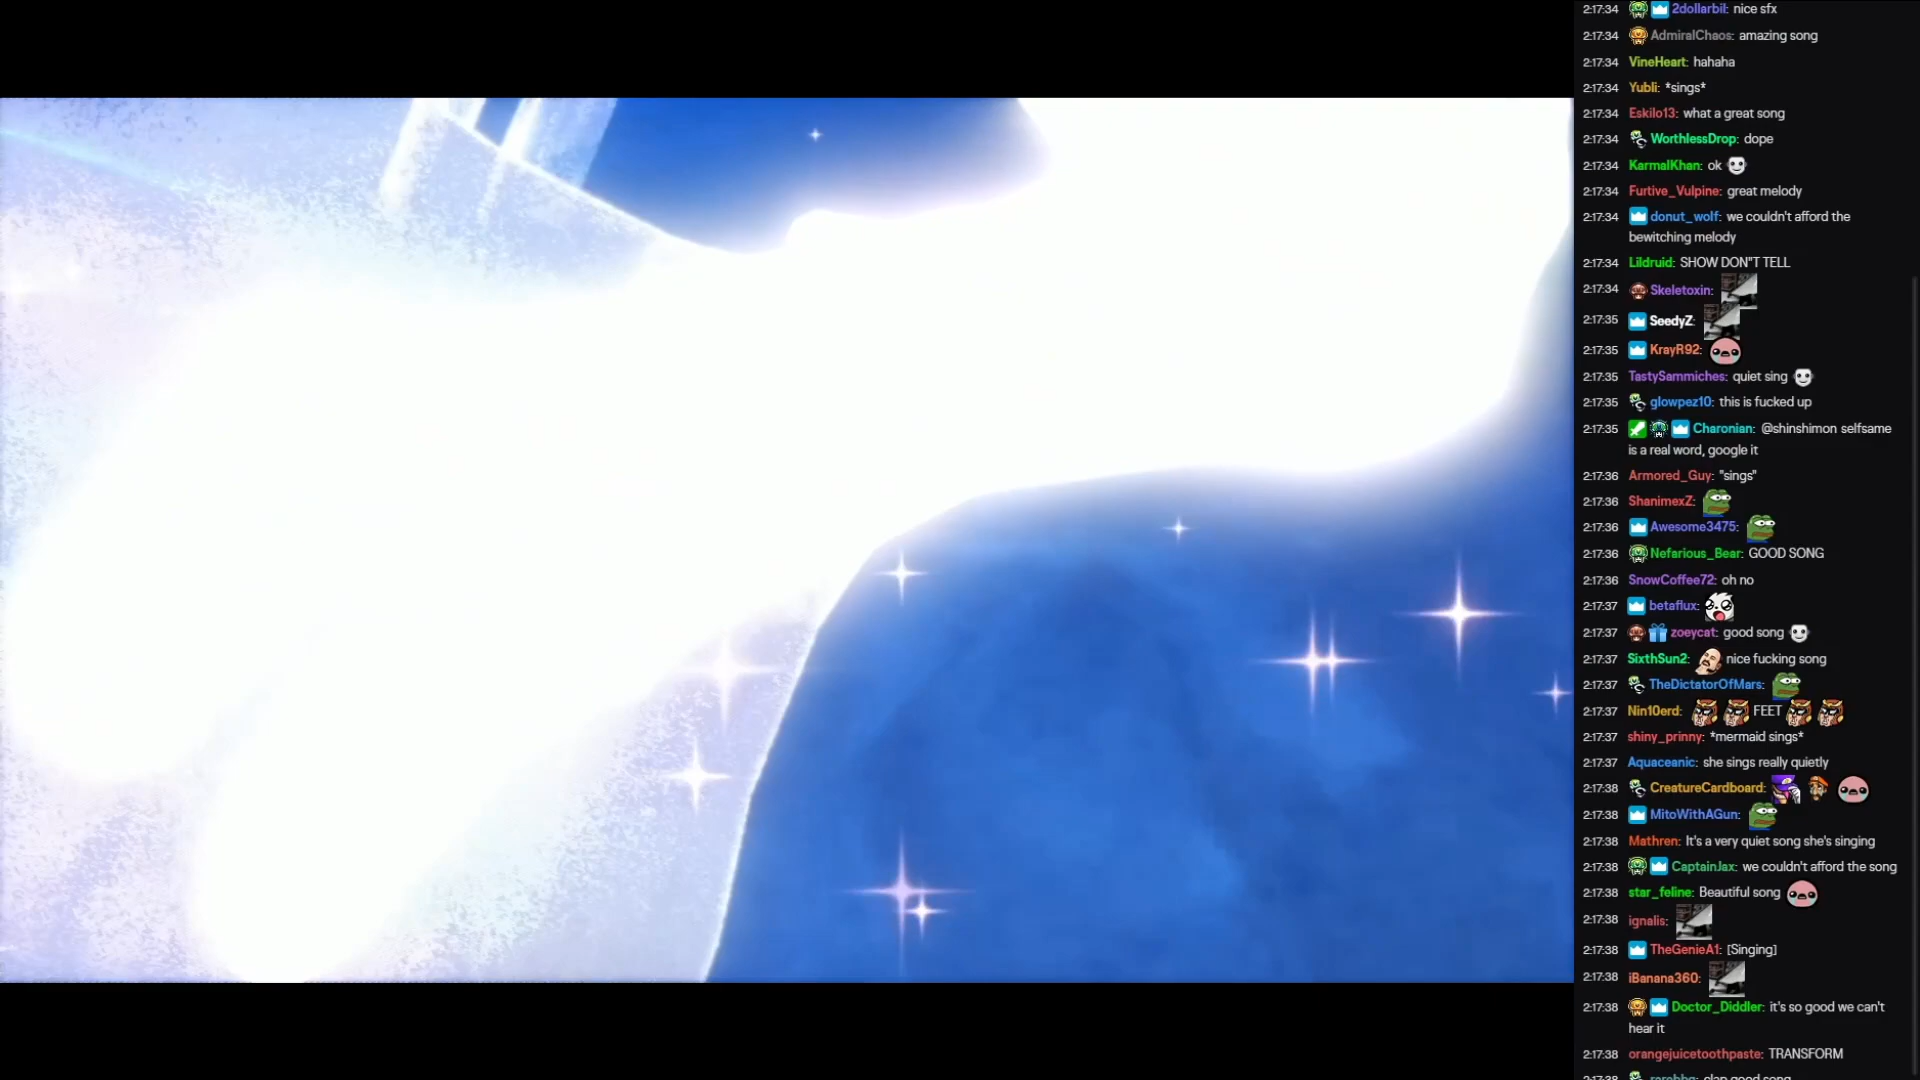 2:17:34 2dollarbil: nice sfx
2:17:34 AdmiralChaos: amazing song
2:17:34 VineHeart: hahaha
2:17:34 Yubli: *sings*
2:17:34 Eskilo13: what a great song
2:17:34 WorthlessDrop: dope
2:17:34 KarmalKhan: ok
2:17:34 Furtive_Vulpine: great melody
2:17:34 donut_wolf: we couldn't afford the
bewitching melody
2:17:34 Lildruid: SHOW DON"T TELL
2:17:34 Skeletoxin:
2:17:35 SeedyZ:
2:17:35 KrayR92:
2:17:35 TastySammiches: quiet sing
2:17:35 glowpez10: this is fucked up
2:17:35 Charonian: @shinshimon selfsame
is a real word, google it
2:17:36 Armored_Guy: "sings"
2:17:36 ShanimexZ:
2:17:36 Awesome3475:
2:17:36 Nefarious_Bear: GOOD SONG
2:17:36 SnowCoffee72: oh no
2:17:37 betaflux:
2:17:37 zoeycat: good song
2:17:37 SixthSun2: nice fucking song
2:17:37 TheDictatorOfMars:
2:17:37 Nin10erd: FEET
2:17:37 shiny_prinny: *mermaid sings*
2:17:37 Aquaceanic: she sings really quietly
2:17:38 CreatureCardboard:
2:17:38 MitoWithAGun:
2:17:38 Mathren: It's a very quiet song she's singing
2:17:38 CaptainJax: we couldn't afford the song
2:17:38 star_feline: Beautiful song
2:17:38 ignalis:
2:17:38 TheGenieA1: [Singing]
2:17:38 iBanana360:
2:17:38 Doctor_Diddler: it's so good we can't
hear it
2:17:38 orangejuicetoothpaste: TRANSFORM